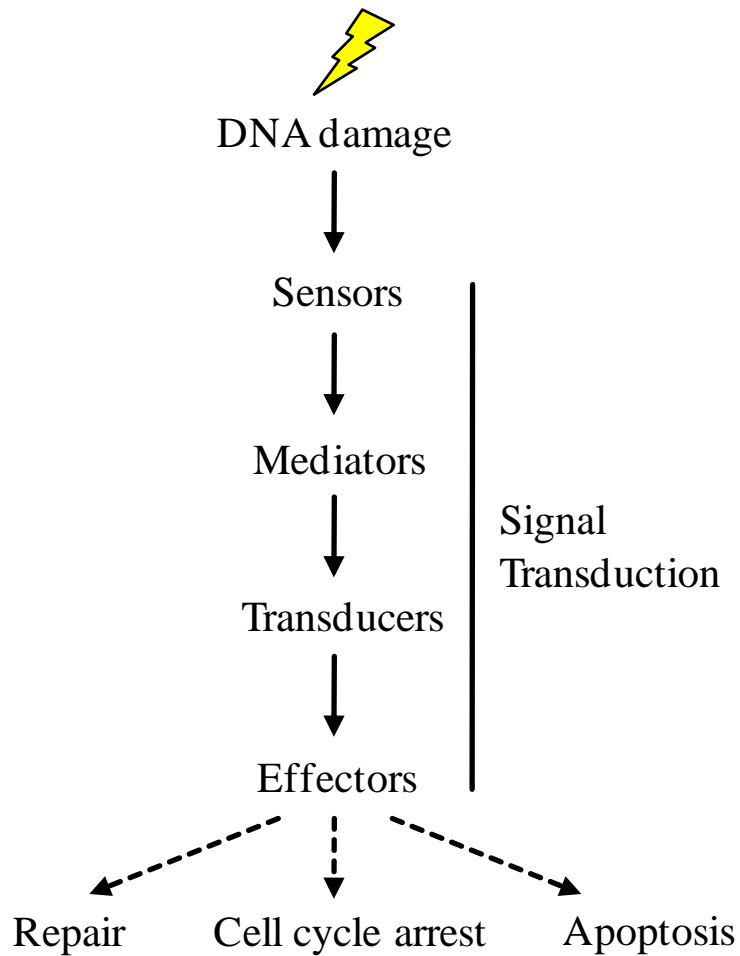 DNA damage
Sensors
Mediators
Signal
Transduction
Transducers
Effectors
Repair
Cell cycle arrest
Apoptosis